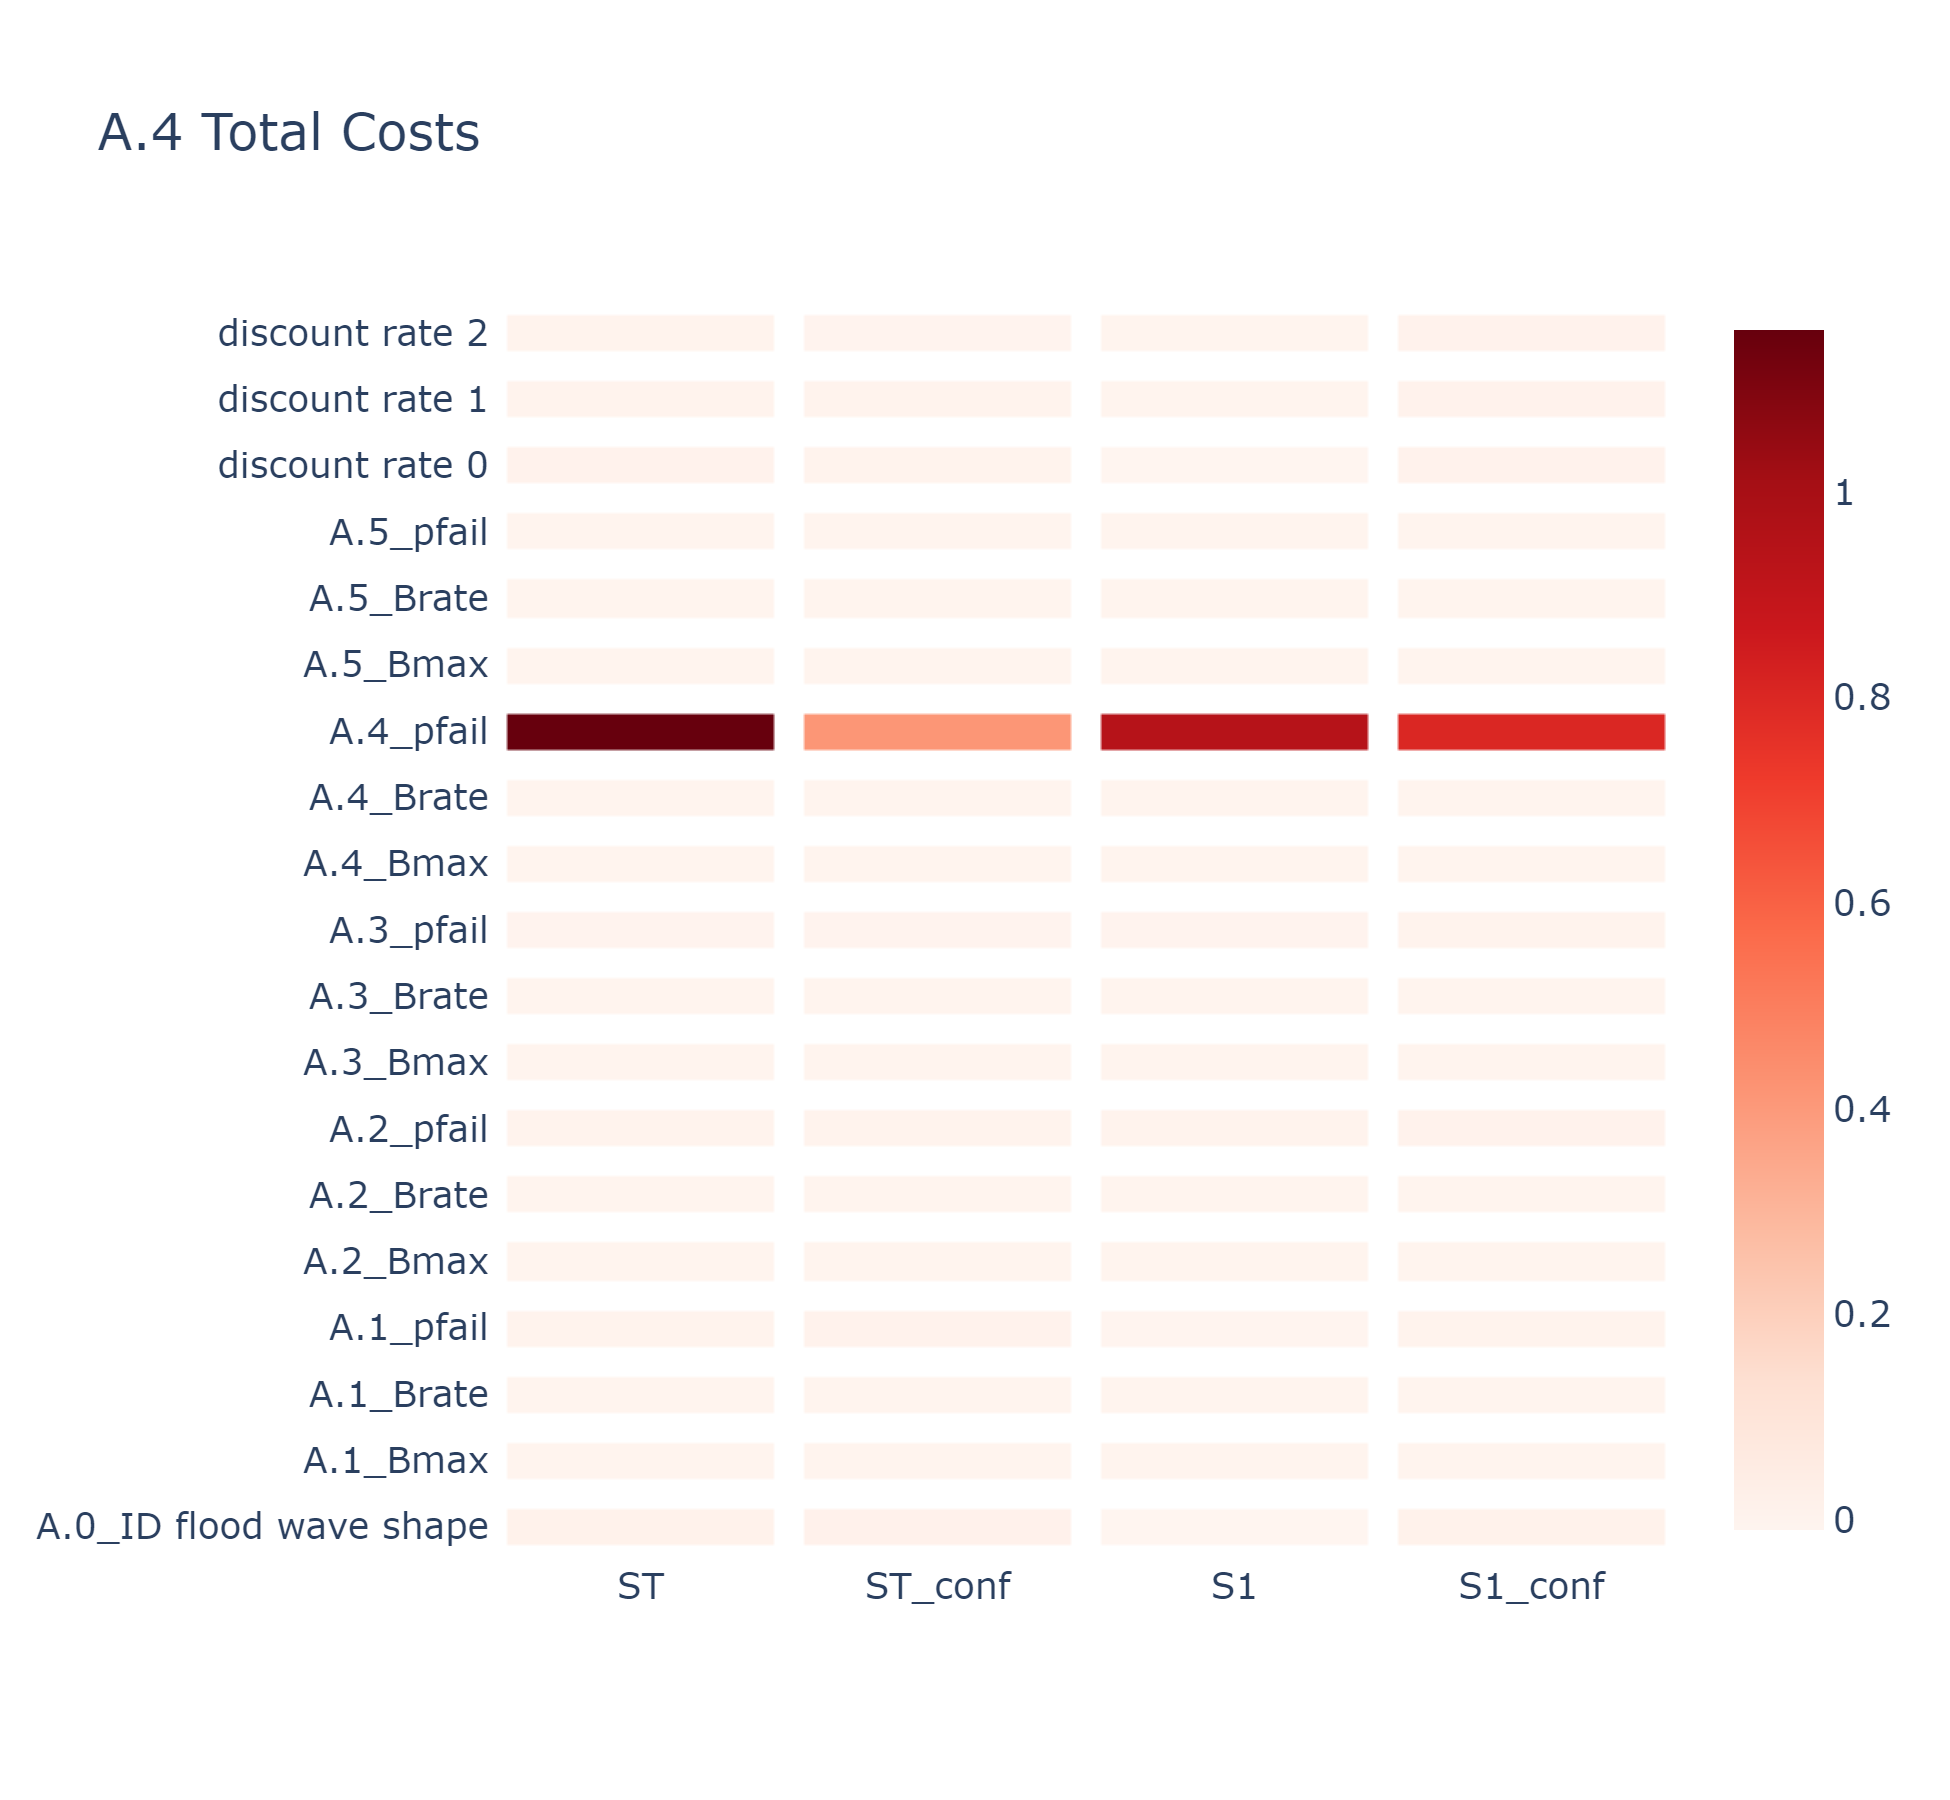 A.4 Total Costs
discount rate 2
discount rate 1
discount rate 0
A.5_pfail
A.5_Brate
A.5_Bmax
A.4_pfail
A.4_Brate
A.4_Bmax
A.3_pfail
A.3_Brate
A.3_Bmax
A.2_pfail
A.2_Brate
A.2_Bmax
A.1_pfail
A.1_Brate
A.1_Bmax
A.0_ID flood wave shape
ST ST_conf S1 S1_conf
1
0.8
0.6
0.4
0.2
0